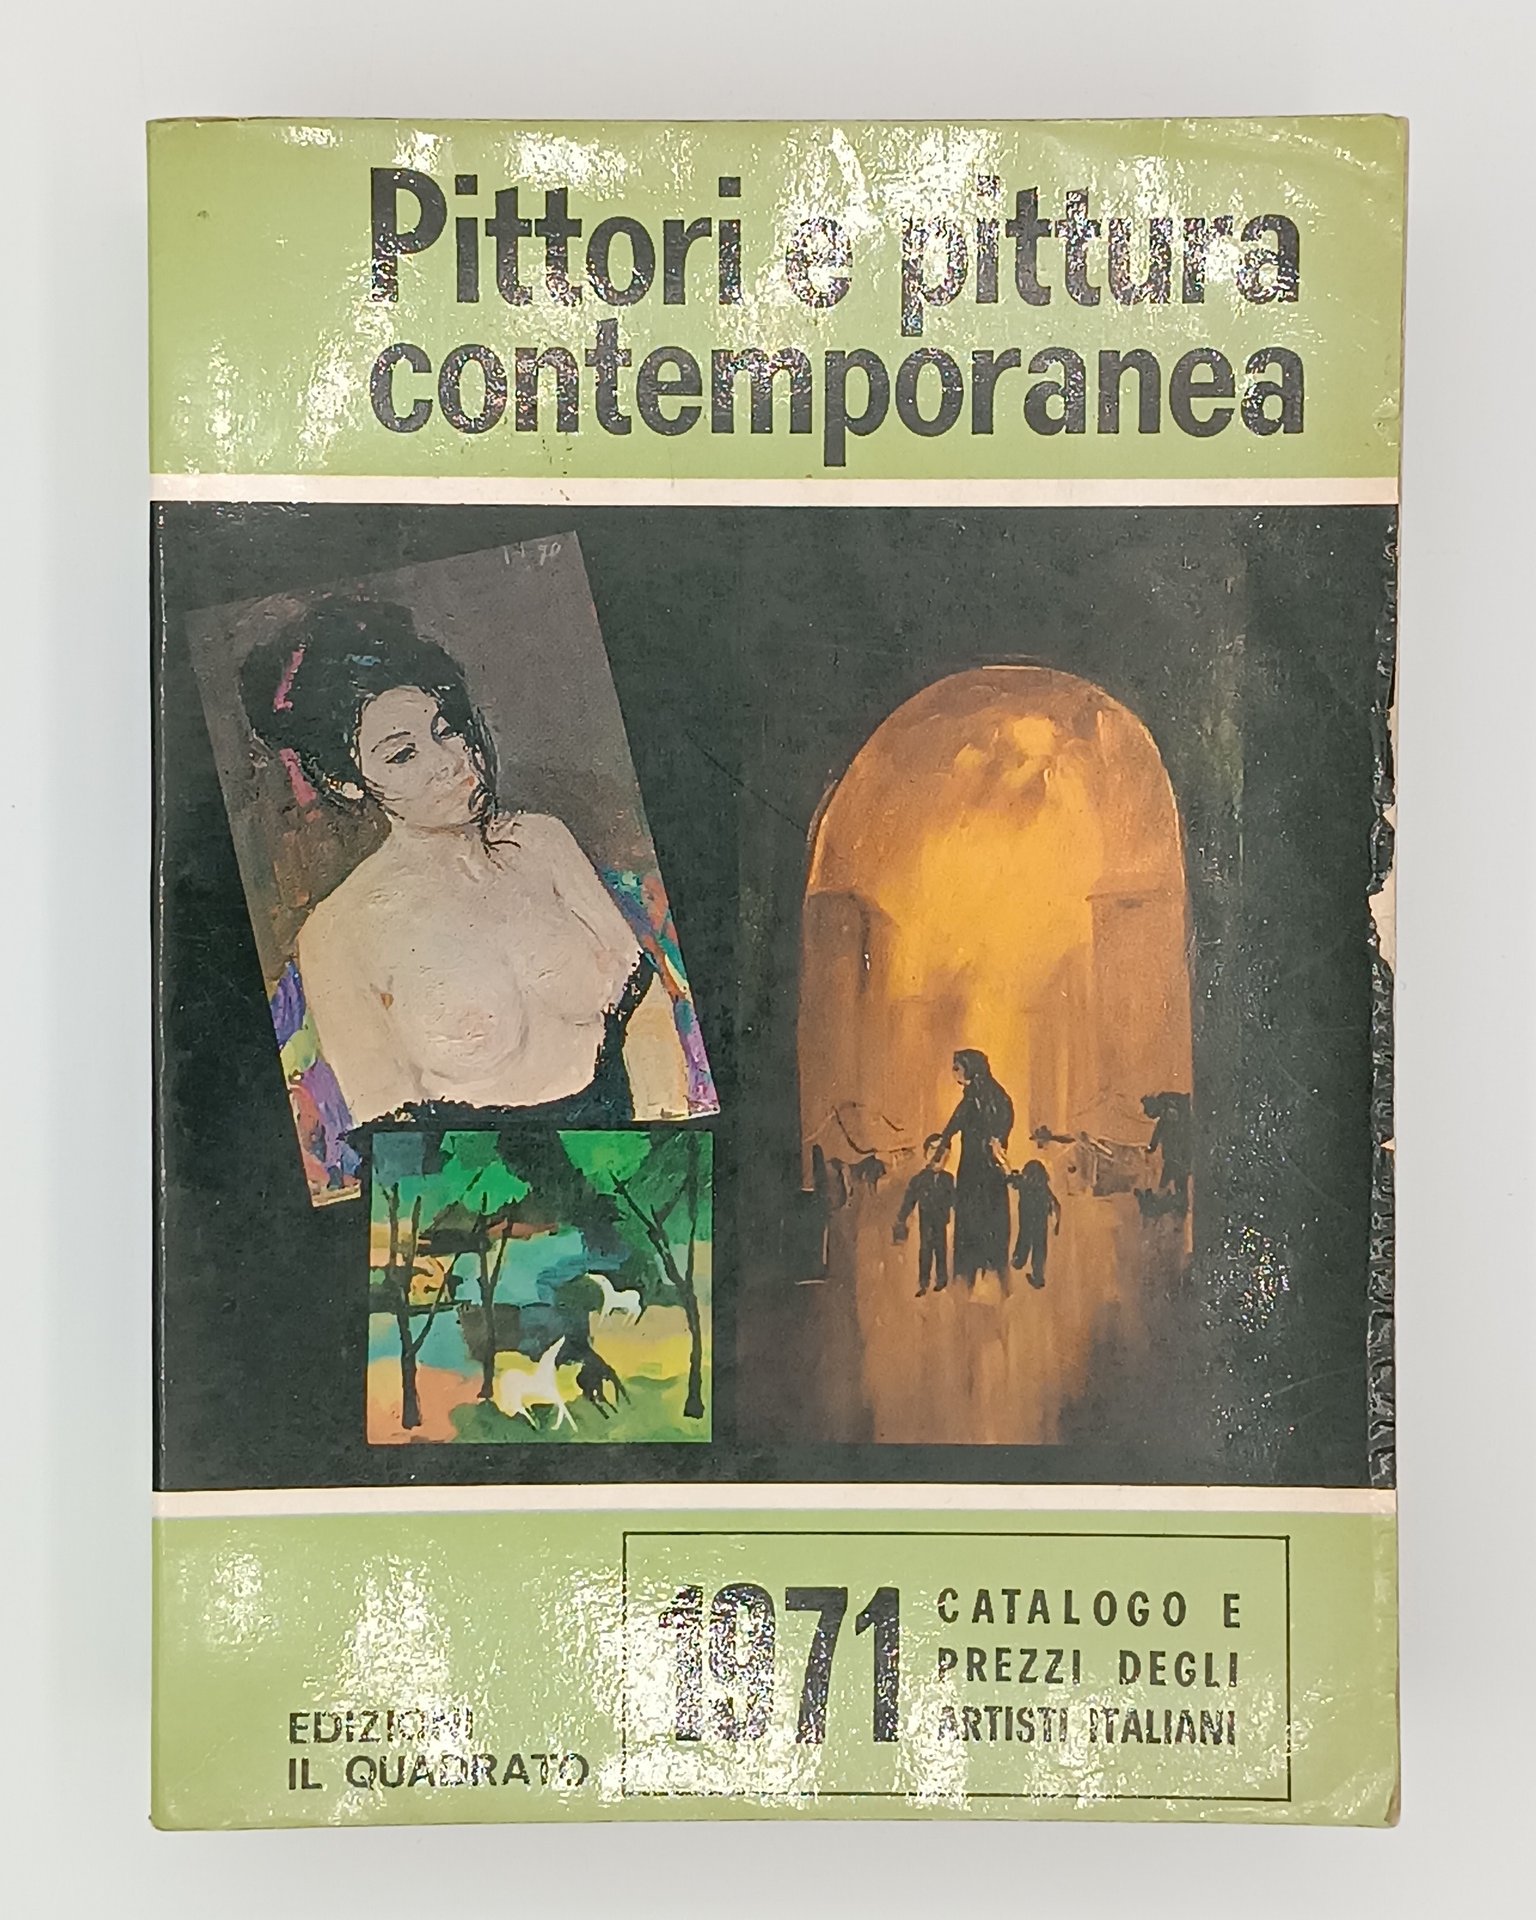 Pittori e pittura
contemporanea
1971
CATALOGO E
PREZZI DEGLI
ARTISTI ITALIANI
EDIZIONI
IL QUADRATO